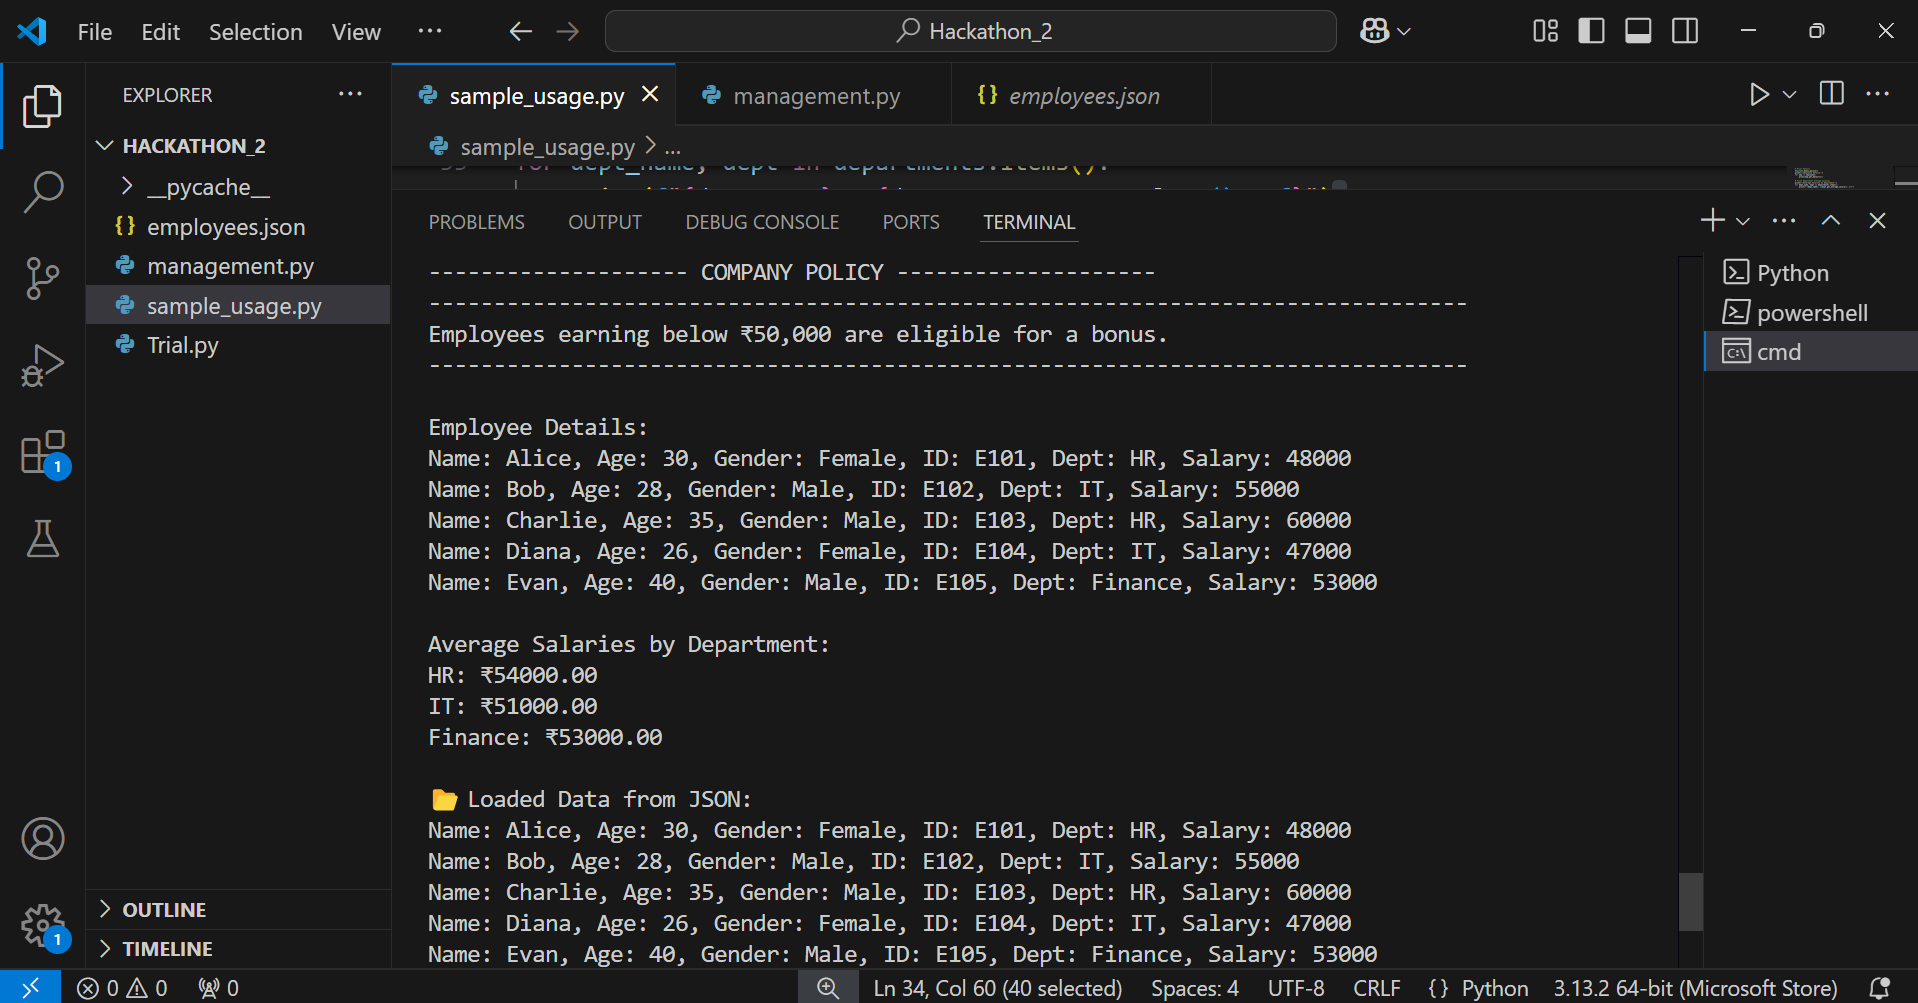 File Edit Selection View ··· Hackathon_2
EXPLORER ···
sample_usage.py
management.py
{} employees.json
HACKATHON_2
__pycache__
{} employees.json
management.py
sample_usage.py
Trial.py
sample_usage.py > ...
for dept_name, dept in departments.items():
PROBLEMS OUTPUT DEBUG CONSOLE PORTS TERMINAL
-------------------- COMPANY POLICY --------------------
--------------------------------------------------------------------------------
Employees earning below ₹50,000 are eligible for a bonus.
--------------------------------------------------------------------------------
Employee Details:
Name: Alice, Age: 30, Gender: Female, ID: E101, Dept: HR, Salary: 48000
Name: Bob, Age: 28, Gender: Male, ID: E102, Dept: IT, Salary: 55000
Name: Charlie, Age: 35, Gender: Male, ID: E103, Dept: HR, Salary: 60000
Name: Diana, Age: 26, Gender: Female, ID: E104, Dept: IT, Salary: 47000
Name: Evan, Age: 40, Gender: Male, ID: E105, Dept: Finance, Salary: 53000
Average Salaries by Department:
HR: ₹54000.00
IT: ₹51000.00
Finance: ₹53000.00
📂 Loaded Data from JSON:
Name: Alice, Age: 30, Gender: Female, ID: E101, Dept: HR, Salary: 48000
Name: Bob, Age: 28, Gender: Male, ID: E102, Dept: IT, Salary: 55000
Name: Charlie, Age: 35, Gender: Male, ID: E103, Dept: HR, Salary: 60000
Name: Diana, Age: 26, Gender: Female, ID: E104, Dept: IT, Salary: 47000
Name: Evan, Age: 40, Gender: Male, ID: E105, Dept: Finance, Salary: 53000
Python
powershell
cmd
1
1
OUTLINE
TIMELINE
0 0 0 Ln 34, Col 60 (40 selected) Spaces: 4 UTF-8 CRLF {} Python 3.13.2 64-bit (Microsoft Store)